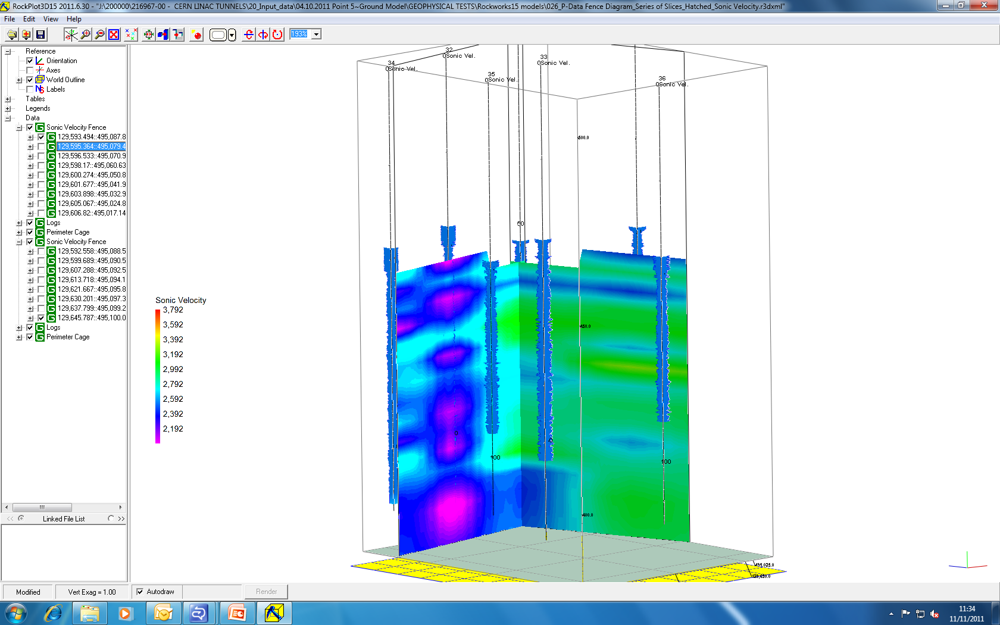 RockPlot3D15 2011.6.30 - "J:\200000\216967-00 - CERN LINAC TUNNELS\20_Input_data\04.10.2011 Point 5~Ground Model\GEOPHYSICAL TESTS\Rockworks15 models\026_P-Data Fence Diagram_Series of Slices_Hatched_Sonic Velocity.r3dxml"
File Edit View Help
193%
Reference
Orientation
Axes
World Outline
Labels
Tables
Legends
Data
Sonic Velocity Fence
129,593.494::495,087.8
129,595.364::495,079.4
129,596.533::495,070.9
129,598.17::495,060.63
129,600.274::495,050.8
129,601.677::495,041.9
129,603.898::495,032.9
129,605.067::495,024.8
129,606.82::495,017.14
Logs
Perimeter Cage
Sonic Velocity Fence
129,592.558::495,088.5
129,599.689::495,090.5
129,607.288::495,092.5
129,613.718::495,094.1
129,621.667::495,095.8
129,630.201::495,097.3
129,637.799::495,099.2
129,645.787::495,100.0
Logs
Perimeter Cage
<< Linked File List >>
32
0Sonic Vel.
34
0Sonic Vel.
33
0Sonic Vel.
35
0Sonic Vel.
36
0Sonic Vel.
500.0
50
450.0
0
0
100
100
400.0
495,025.0
129,650.0
Sonic Velocity
3,792
3,592
3,392
3,192
2,992
2,792
2,592
2,392
2,192
Modified
Vert Exag = 1.00
Autodraw
Render
11:34
11/11/2011